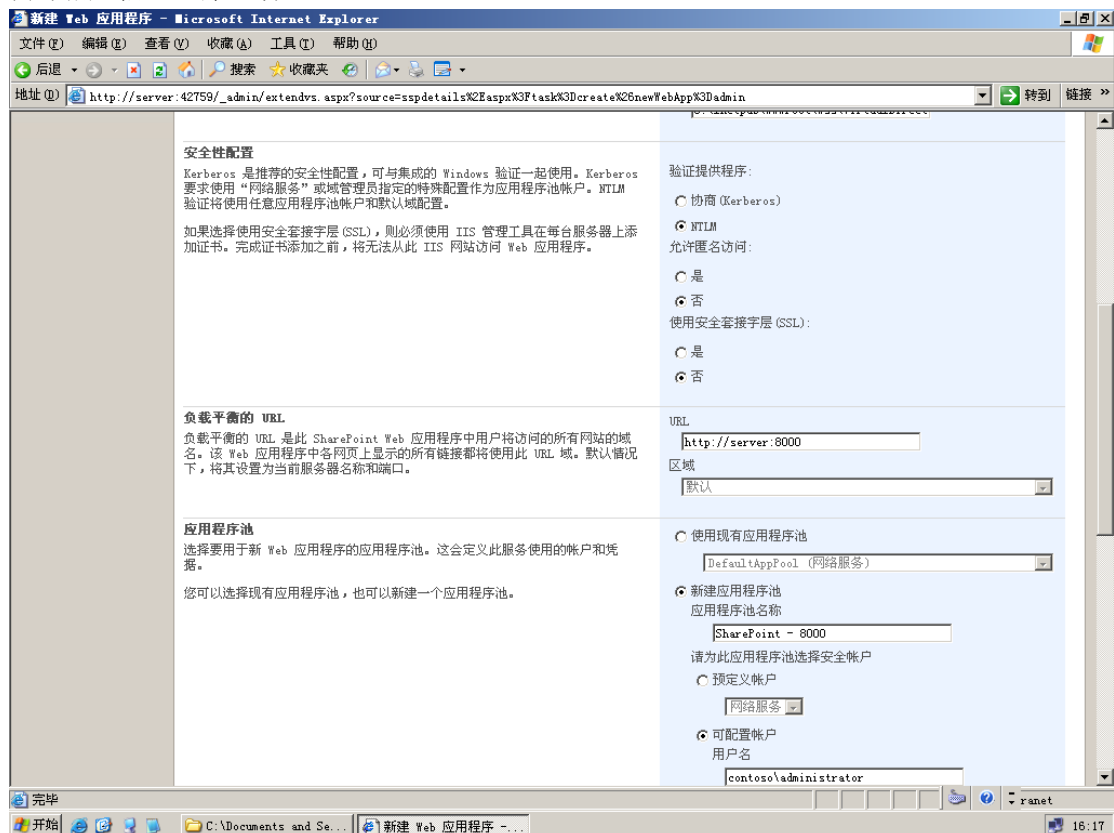 新建 Web 应用程序 - Microsoft Internet Explorer
文件(F) 编辑(E) 查看(V) 收藏(A) 工具(T) 帮助(H)
后退 搜索 收藏夹
地址(D) http://server:42759/_admin/extendvs.aspx?source=sspdetails%2Easpx%3Ftask%3Dcreate%26newWebApp%3Dadmin 转到 链接 »
安全性配置
Kerberos 是推荐的安全性配置，可与集成的 Windows 验证一起使用。Kerberos
要求使用“网络服务”或域管理员指定的特殊配置作为应用程序池帐户。NTLM
验证将使用任意应用程序池帐户和默认域配置。
如果选择使用安全套接字层(SSL)，则必须使用 IIS 管理工具在每台服务器上添
加证书。完成证书添加之前，将无法从此 IIS 网站访问 Web 应用程序。
验证提供程序:
协商(Kerberos)
NTLM
允许匿名访问:
是
否
使用安全套接字层(SSL):
是
否
负载平衡的 URL
负载平衡的 URL 是此 SharePoint Web 应用程序中用户将访问的所有网站的域
名。该 Web 应用程序中各网页上显示的所有链接都将使用此 URL 域。默认情况
下，将其设置为当前服务器名称和端口。
URL
http://server:8000
区域
默认
应用程序池
选择要用于新 Web 应用程序的应用程序池。这会定义此服务使用的帐户和凭
据。
您可以选择现有应用程序池，也可以新建一个应用程序池。
使用现有应用程序池
DefaultAppPool (网络服务)
新建应用程序池
应用程序池名称
SharePoint - 8000
请为此应用程序池选择安全帐户
预定义帐户
网络服务
可配置帐户
用户名
contoso\administrator
完毕 ranet
开始 C:\Documents and Se... 新建 Web 应用程序 -... 16:17